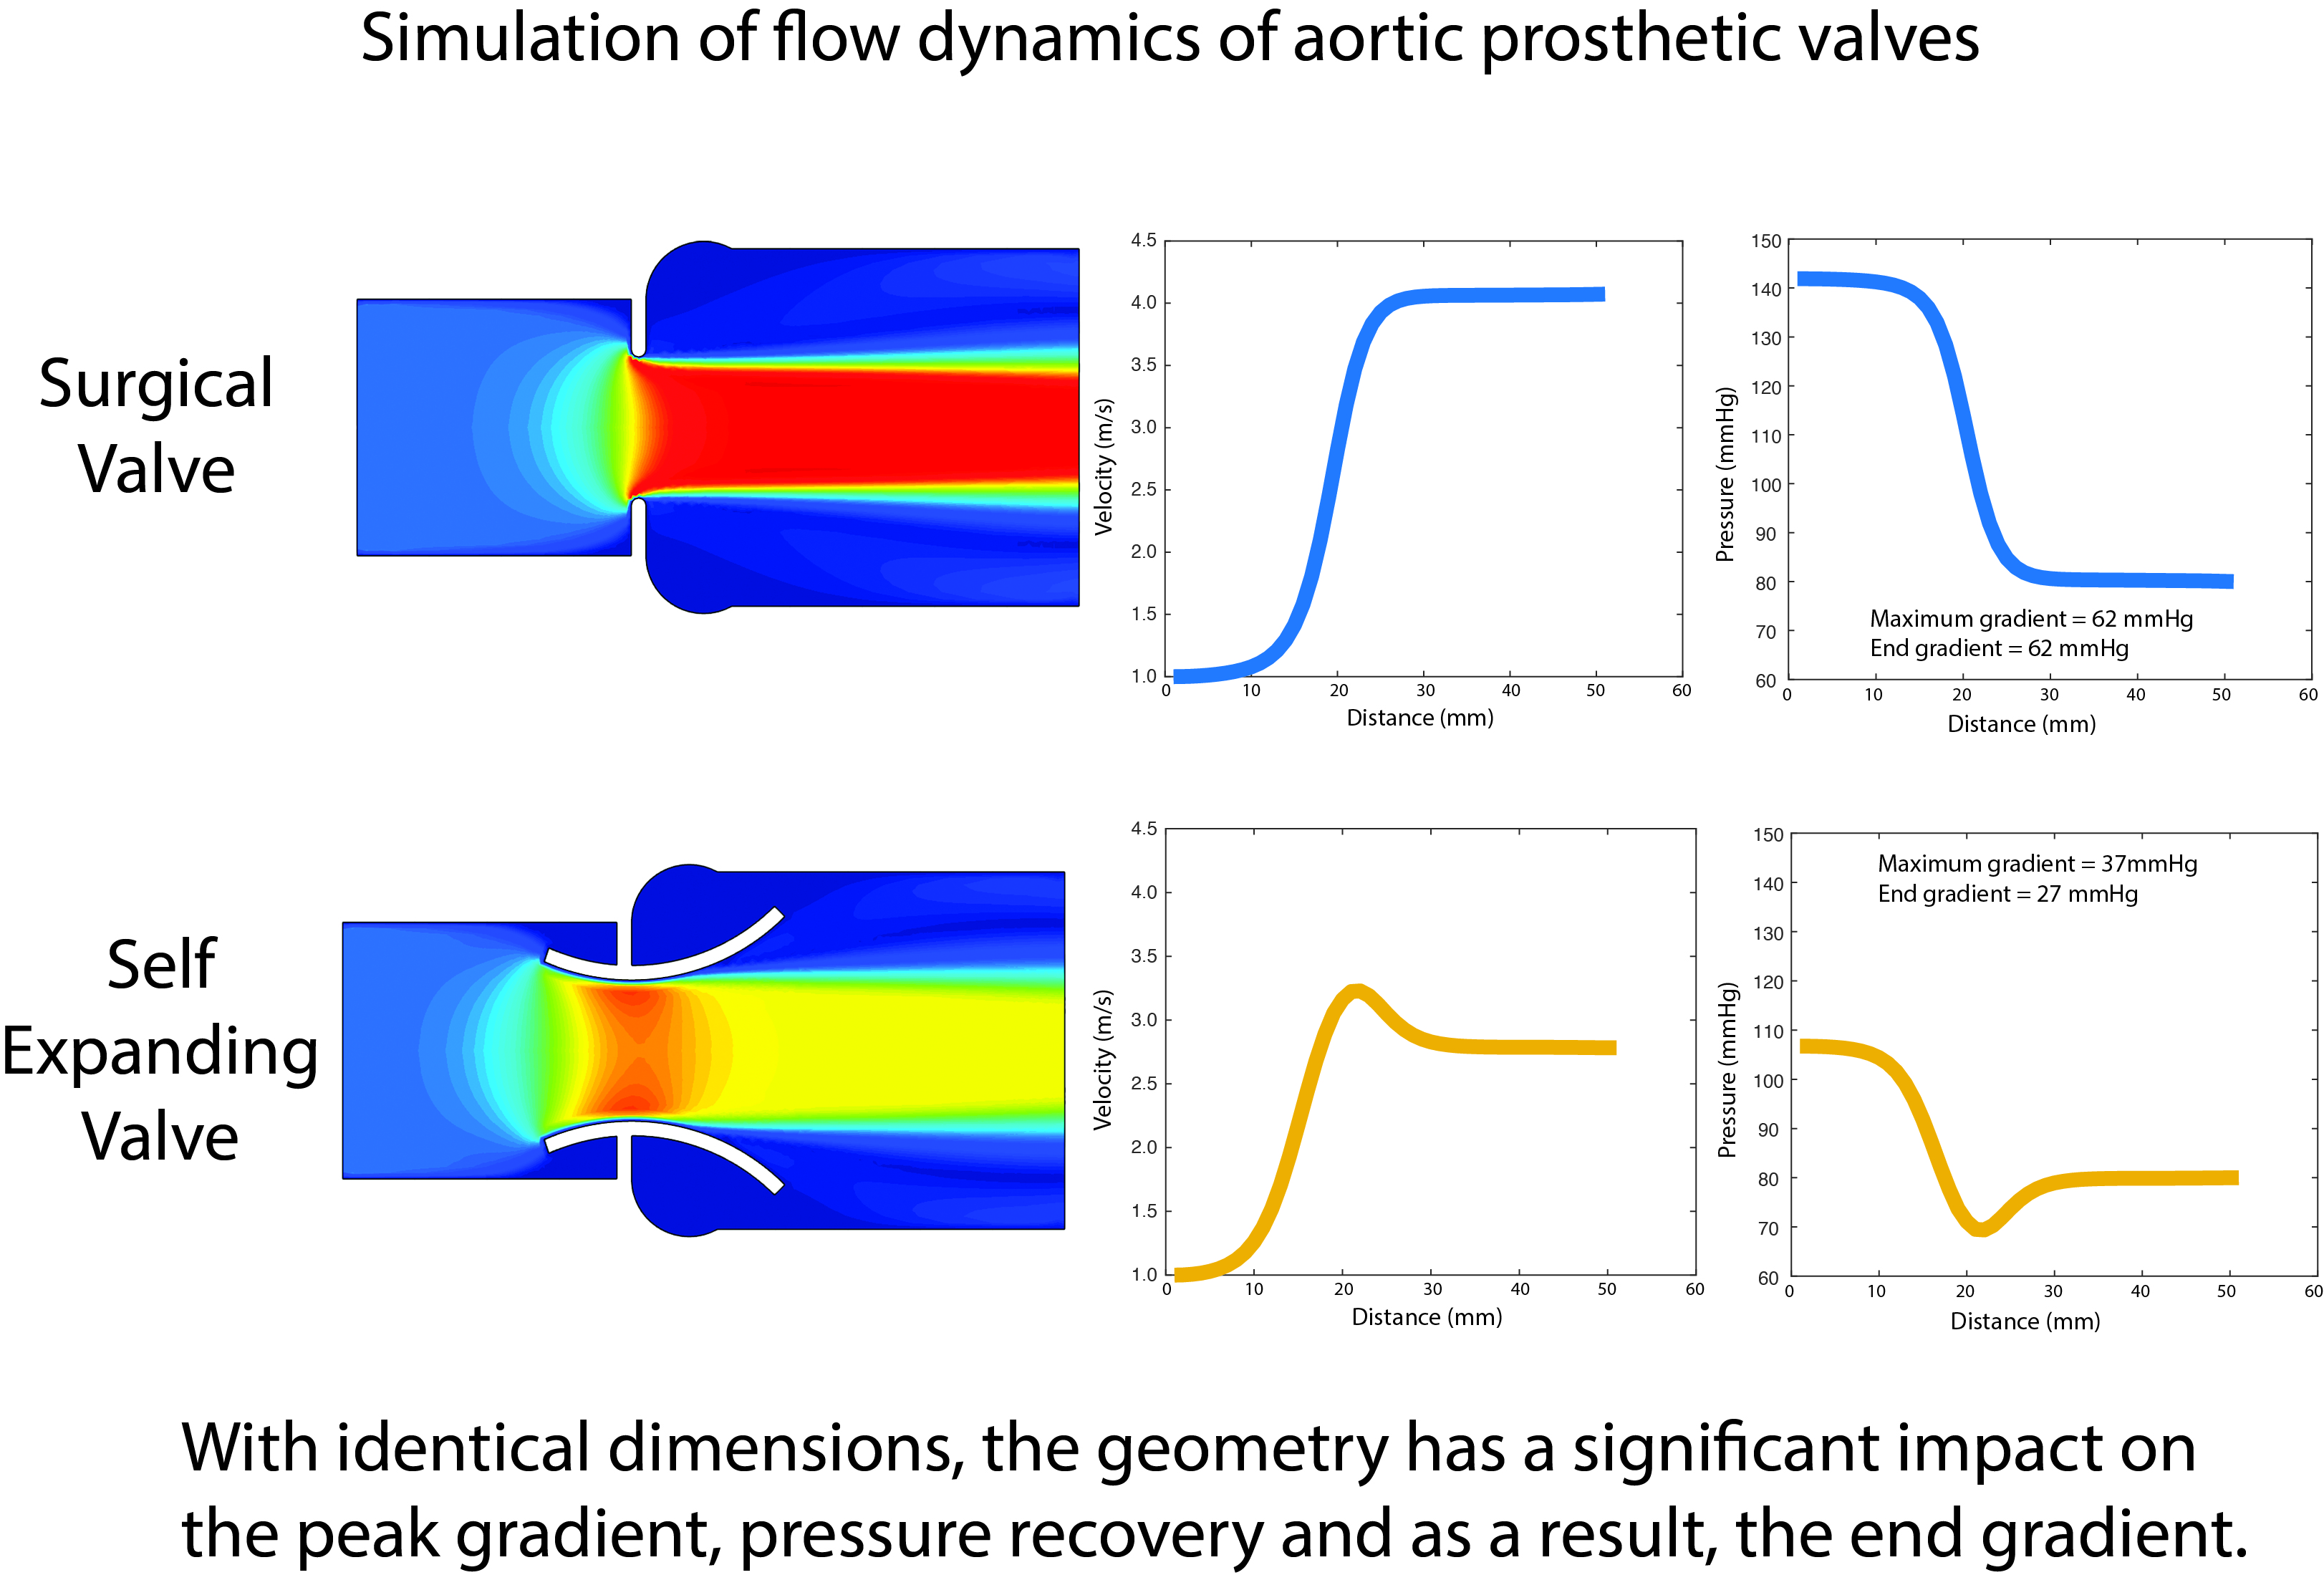 Simulation of flow dynamics of aortic prosthetic valves
Surgical
Valve
4.5
4.0
3.5
3.0
2.5
2.0
1.5
1.0
Velocity (m/s)
0 10 20 30 40 50 60
Distance (mm)
150
140
130
120
110
100
90
80
70
60
Pressure (mmHg)
Maximum gradient = 62 mmHg
End gradient = 62 mmHg
0 10 20 30 40 50 60
Distance (mm)
Self
Expanding
Valve
4.5
4.0
3.5
3.0
2.5
2.0
1.5
1.0
Velocity (m/s)
0 10 20 30 40 50 60
Distance (mm)
150
140
130
120
110
100
90
80
70
60
Pressure (mmHg)
Maximum gradient = 37mmHg
End gradient = 27 mmHg
0 10 20 30 40 50 60
Distance (mm)
With identical dimensions, the geometry has a significant impact on
the peak gradient, pressure recovery and as a result, the end gradient.